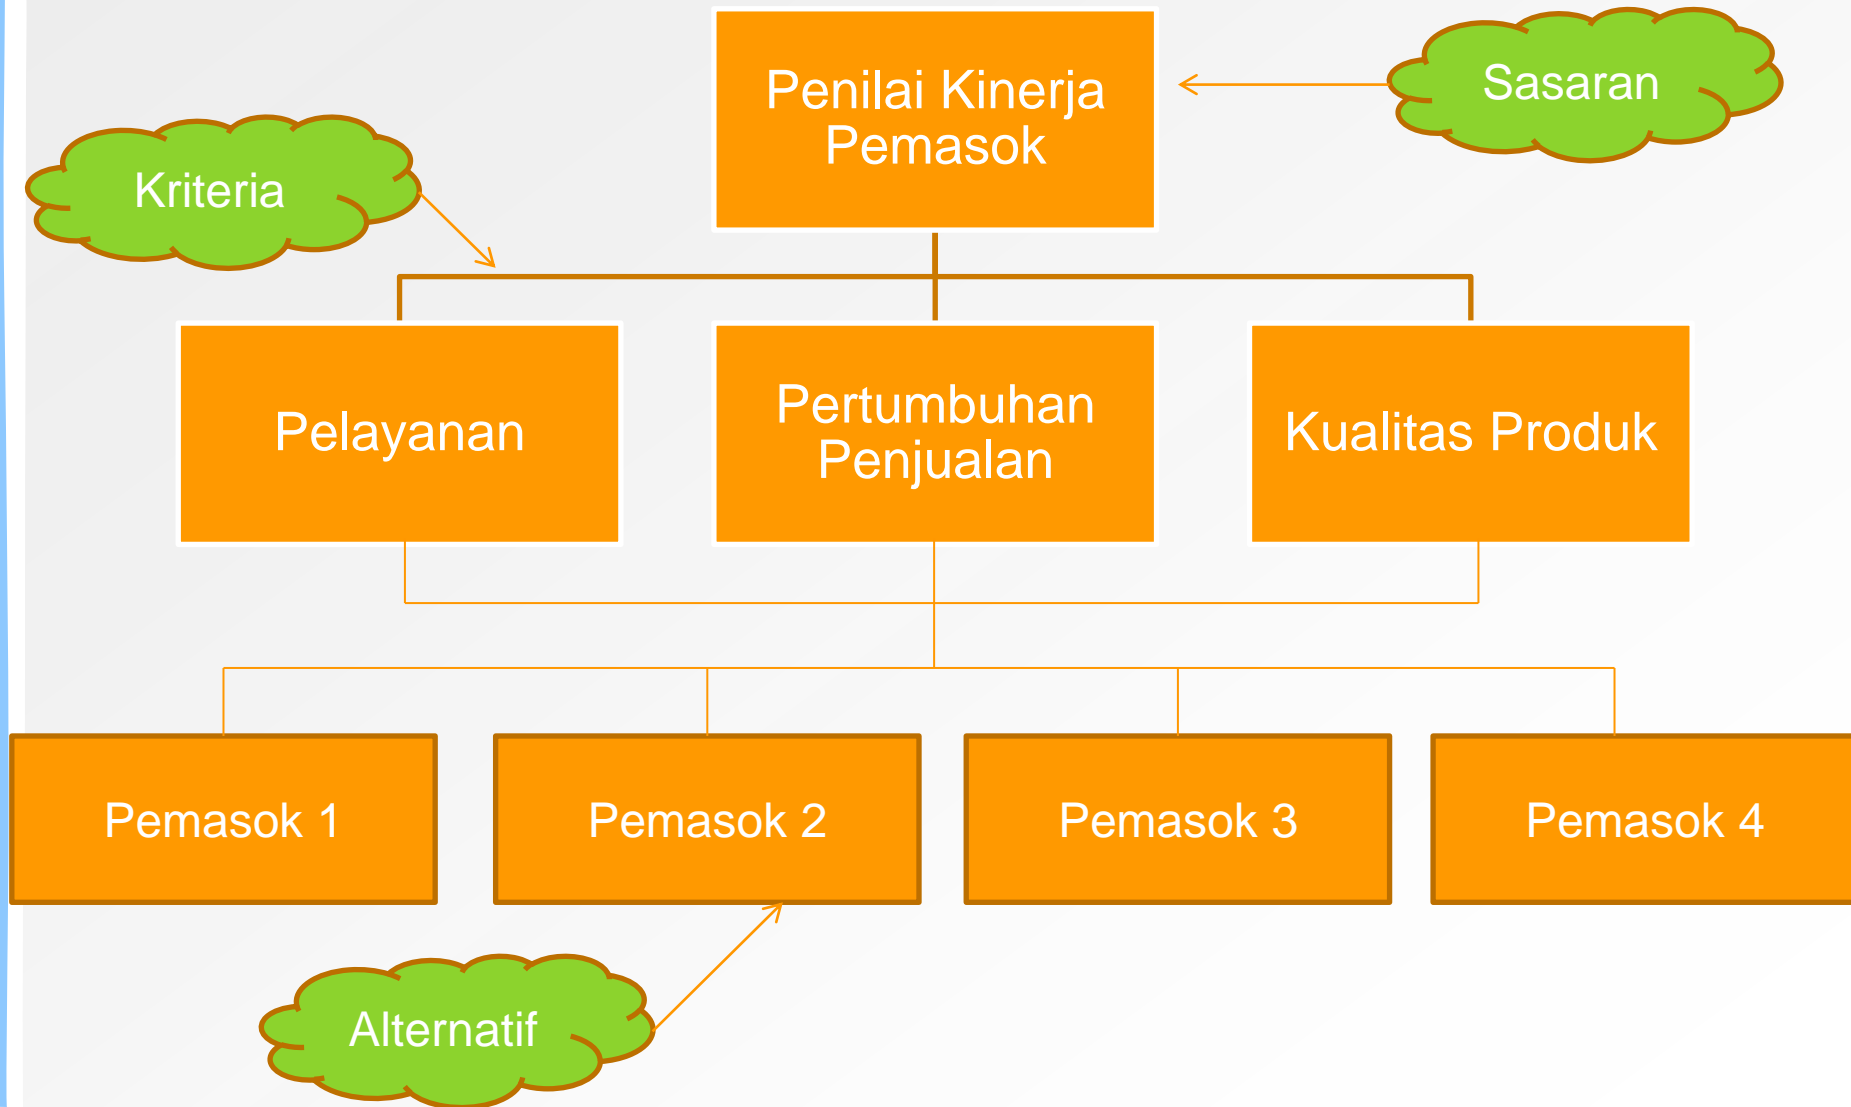 Penilai Kinerja
Pemasok
Sasaran
Kriteria
Pelayanan
Pertumbuhan
Penjualan
Kualitas Produk
Pemasok 1
Pemasok 2
Pemasok 3
Pemasok 4
Alternatif